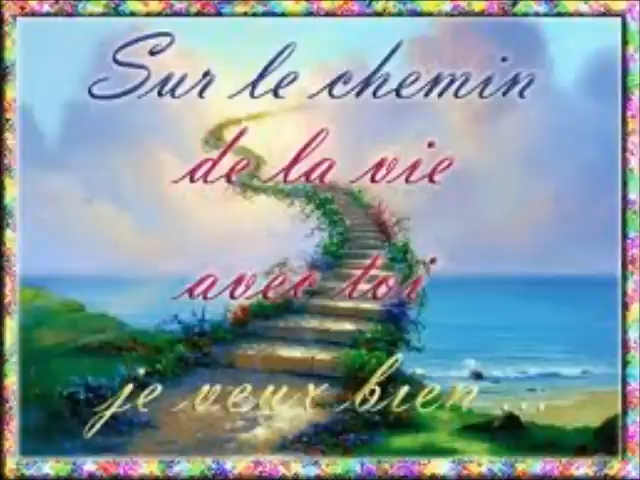 Sur le chemin
de la vie
avec toi
je veux bien ...